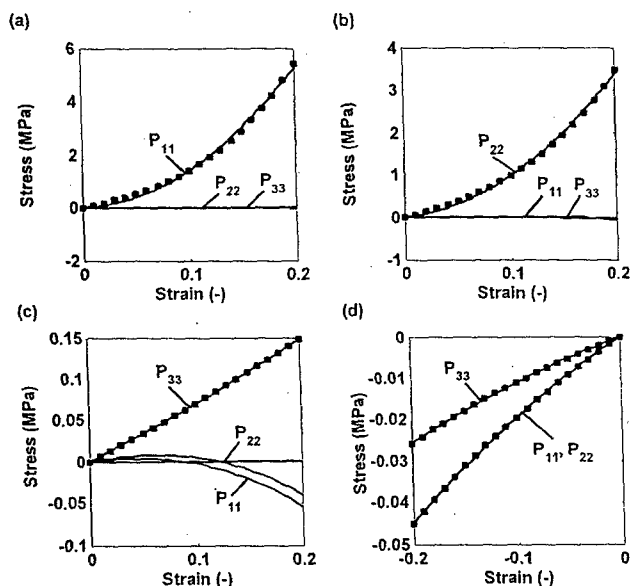 (a)
6
4
2
0
-2
Stress (MPa)
P11
P22 P33
0 0.1 0.2
Strain (-)
(b)
4
3
2
1
0
-1
Stress (MPa)
P22
P11 P33
0 0.1 0.2
Strain (-)
(c)
0.15
0.1
0.05
0
-0.05
-0.1
Stress (MPa)
P33
P22
P11
0 0.1 0.2
Strain (-)
(d)
0
-0.01
-0.02
-0.03
-0.04
-0.05
Stress (MPa)
P33
P11, P22
-0.2 -0.1 0
Strain (-)